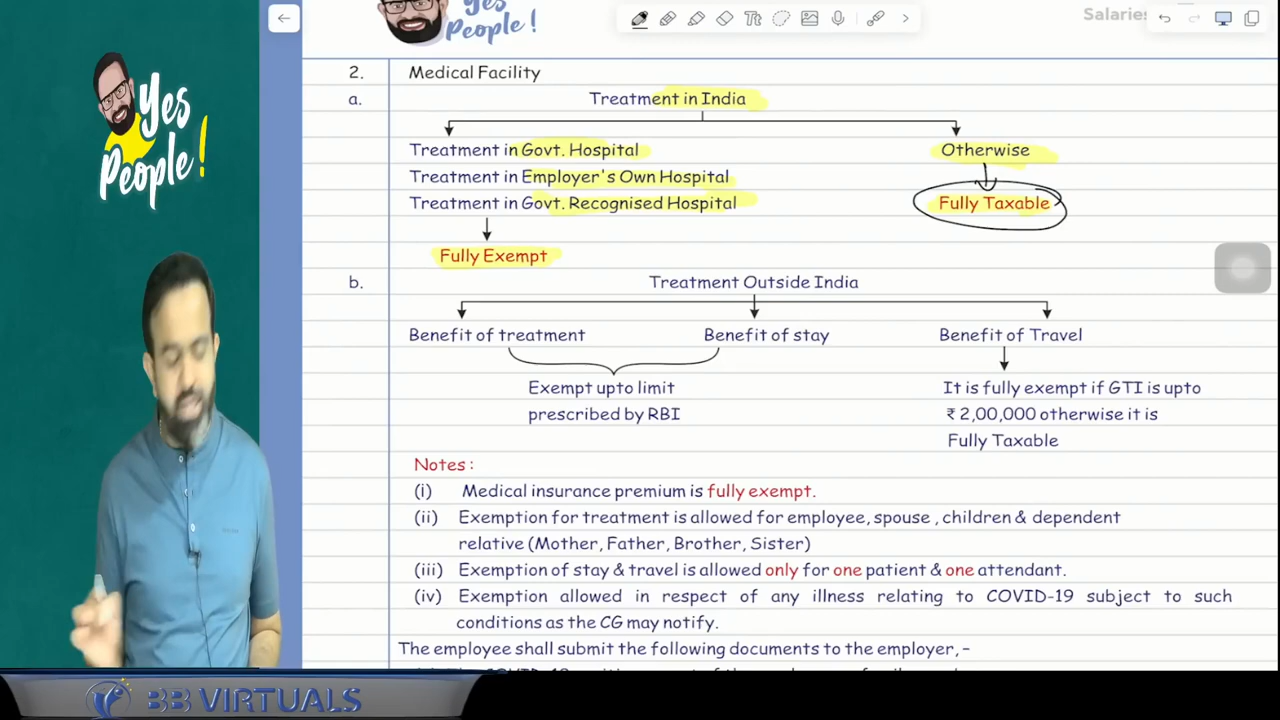 Yes
People !
Salaries
Yes
People !
2. Medical Facility
a. Treatment in India
Treatment in Govt. Hospital
Otherwise
Treatment in Employer's Own Hospital
Treatment in Govt. Recognised Hospital
Fully Taxable
Fully Exempt
b. Treatment Outside India
Benefit of treatment
Benefit of stay
Benefit of Travel
Exempt upto limit
prescribed by RBI
It is fully exempt if GTI is upto
₹ 2,00,000 otherwise it is
Fully Taxable
Notes :
(i) Medical insurance premium is fully exempt.
(ii) Exemption for treatment is allowed for employee, spouse , children & dependent
relative (Mother, Father, Brother, Sister)
(iii) Exemption of stay & travel is allowed only for one patient & one attendant.
(iv) Exemption allowed in respect of any illness relating to COVID-19 subject to such
conditions as the CG may notify.
The employee shall submit the following documents to the employer, –
BB VIRTUALS